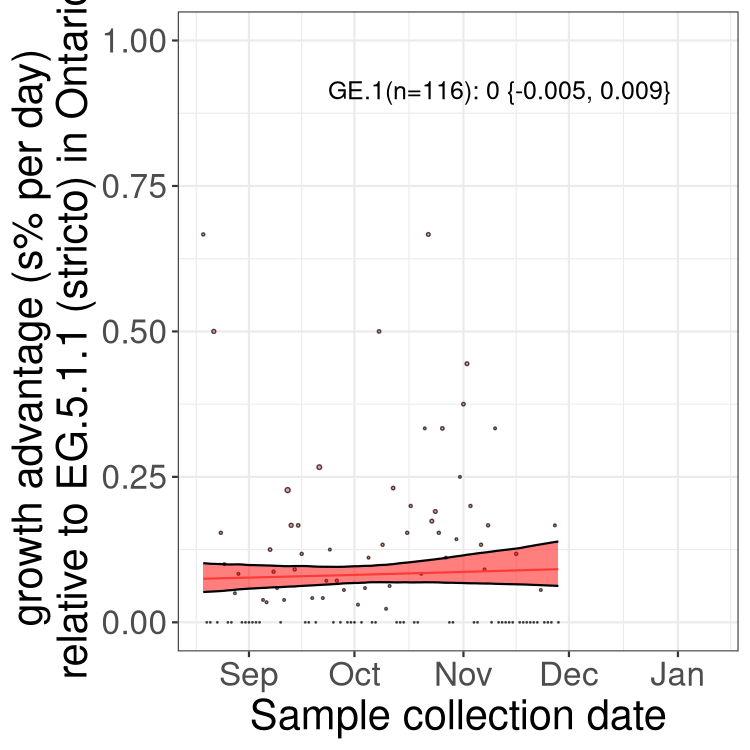 growth advantage (s% per day)
relative to EG.5.1.1 (stricto) in Ontario
1.00
0.75
0.50
0.25
0.00
GE.1(n=116): 0 {-0.005, 0.009}
Sep Oct Nov Dec Jan
Sample collection date